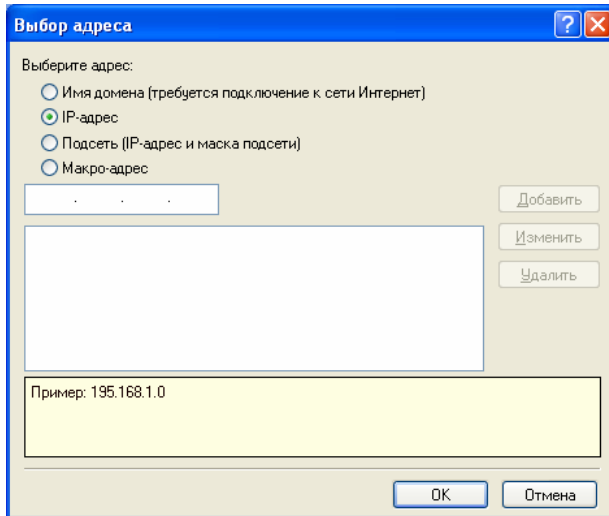 Выбор адреса
Выберите адрес:
Имя домена (требуется подключение к сети Интернет)
IP-адрес
Подсеть (IP-адрес и маска подсети)
Макро-адрес
. . .
Добавить
Изменить
Удалить
Пример: 195.168.1.0
OK
Отмена